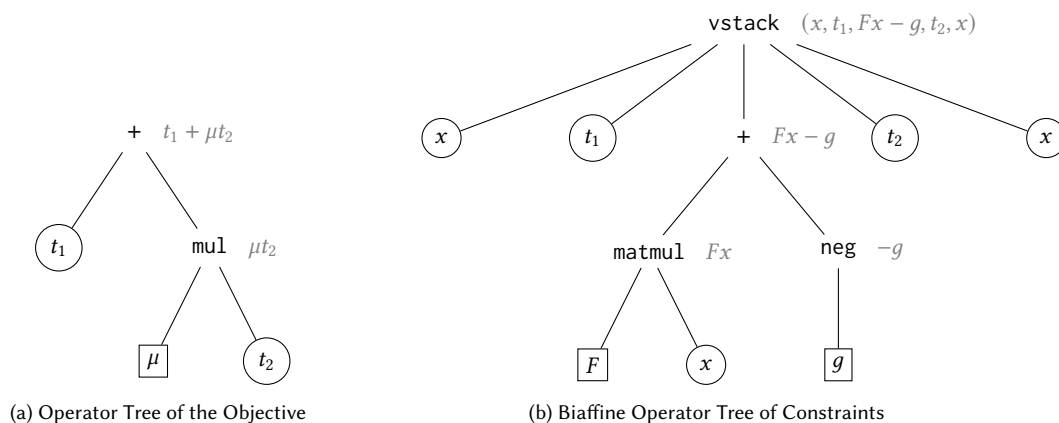 vstack (x, t₁, Fx − g, t₂, x)
+ t₁ + μt₂
x t₁ + Fx − g t₂ x
t₁ mul μt₂
matmul Fx neg −g
μ t₂
F x g
(a) Operator Tree of the Objective
(b) Biaffine Operator Tree of Constraints